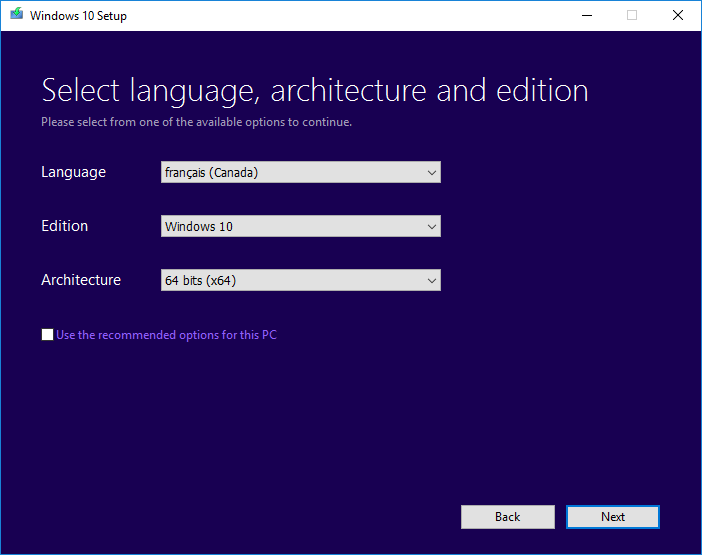 Windows 10 Setup
Select language, architecture and edition
Please select from one of the available options to continue.
Language français (Canada)
Edition Windows 10
Architecture 64 bits (x64)
Use the recommended options for this PC
Back Next